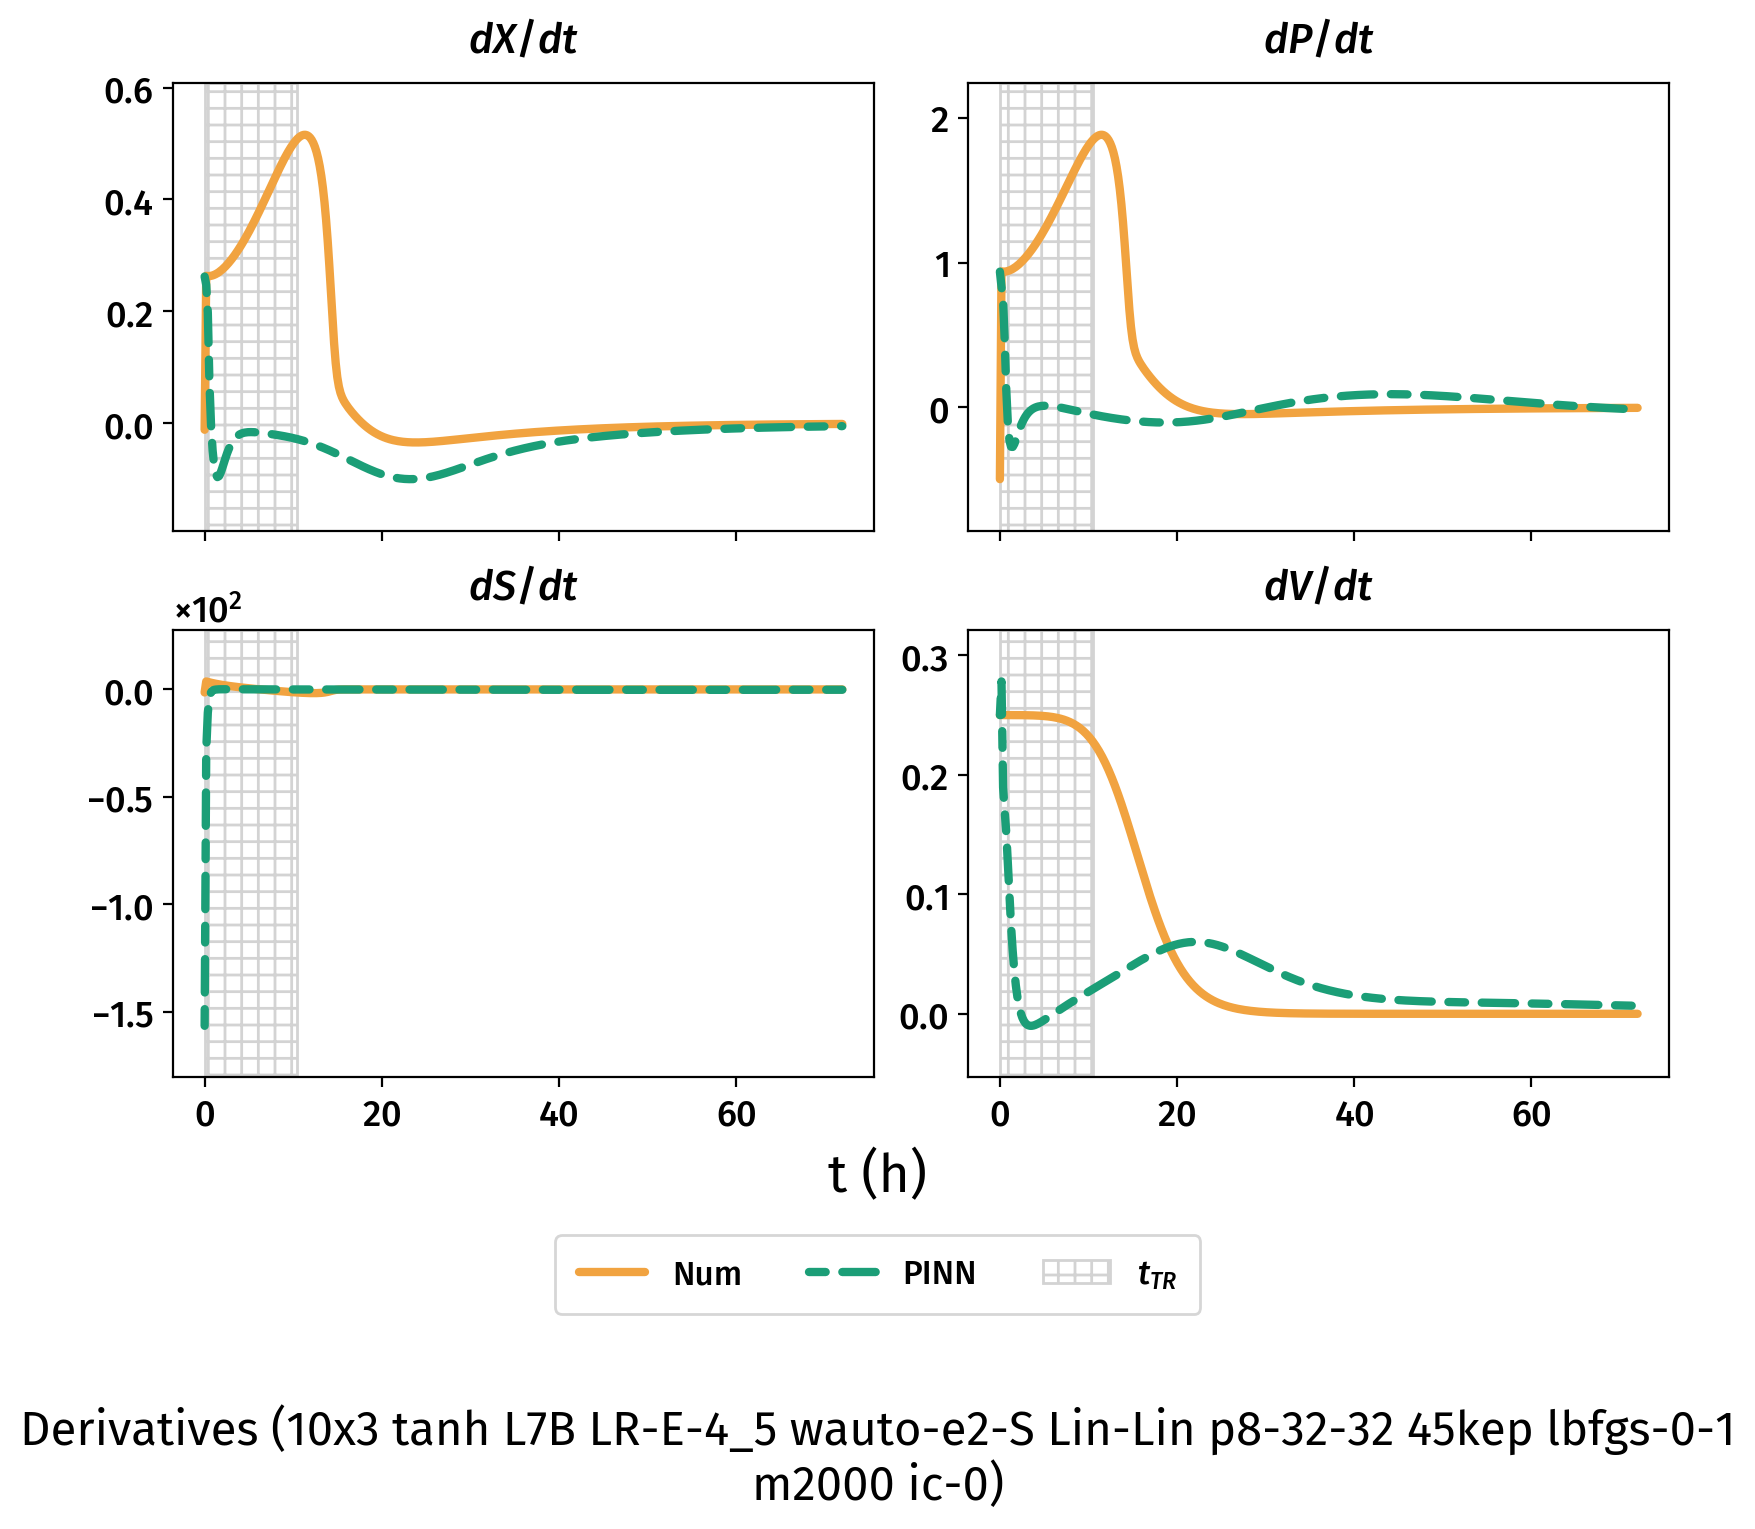 dX/dt
dP/dt
0.6
0.4
0.2
0.0
2
1
0
dS/dt
dV/dt
×10²
0.0
−0.5
−1.0
−1.5
0.3
0.2
0.1
0.0
0 20 40 60
0 20 40 60
t (h)
Num PINN t_TR
Derivatives (10x3 tanh L7B LR-E-4_5 wauto-e2-S Lin-Lin p8-32-32 45kep lbfgs-0-1
m2000 ic-0)